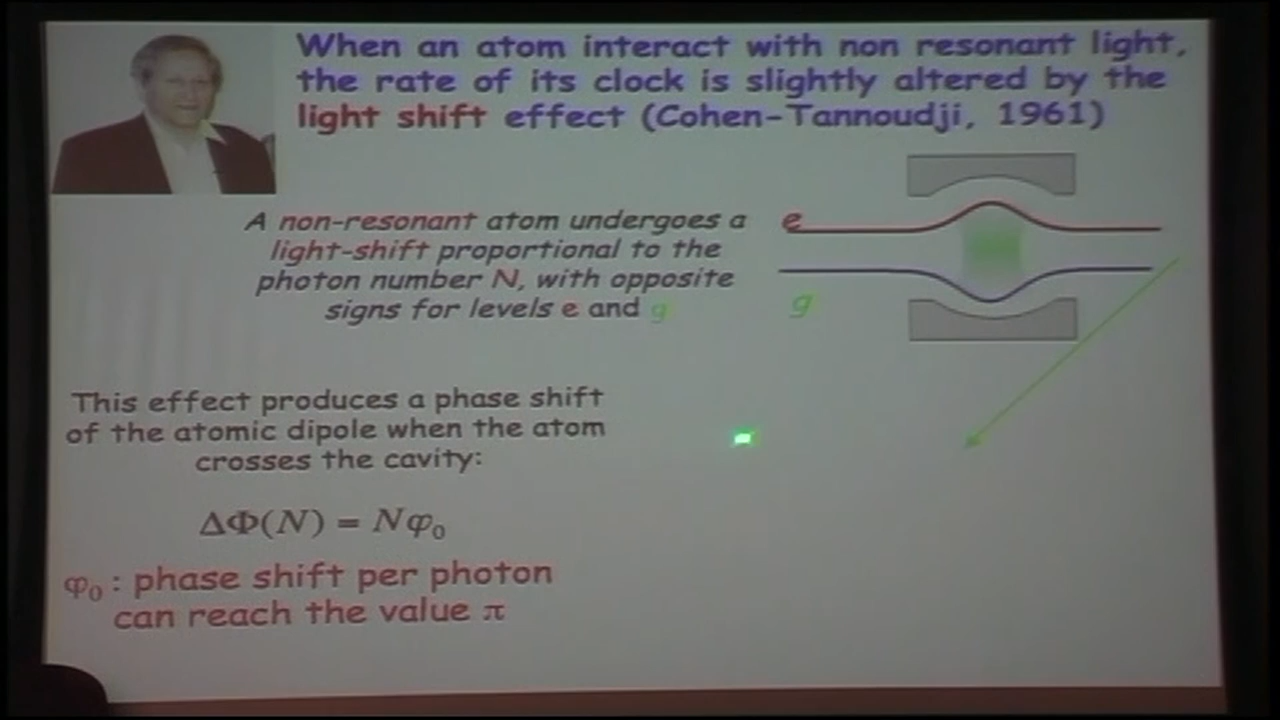 When an atom interact with non resonant light,
the rate of its clock is slightly altered by the
light shift effect (Cohen-Tannoudji, 1961)
A non-resonant atom undergoes a
light-shift proportional to the
photon number N, with opposite
signs for levels e and g
e
g
This effect produces a phase shift
of the atomic dipole when the atom
crosses the cavity:
ΔΦ(N) = Nφ₀
φ₀ : phase shift per photon
can reach the value π